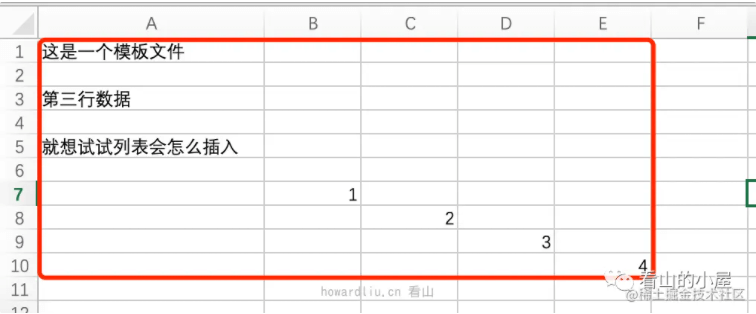 A B C D E F
1 这是一个模板文件
2
3 第三行数据
4
5 就想试试列表会怎么插入
6
7 1
8 2
9 3
10 4
11 howardliu.cn 看山
看山的小屋
@稀土掘金技术社区